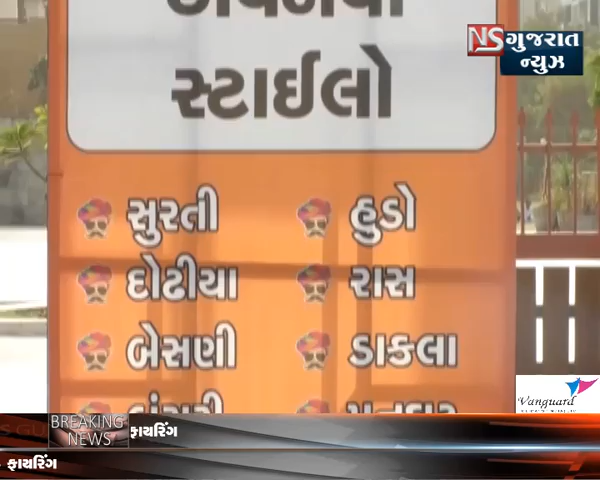 સ્ટાઈલો
NS ગુજરાત
ન્યુઝ
સુરતી
હુડો
દોઢીયા
રાસ
બેસણી
ડાકલા
Vanguard
BREAKING
NEWS
ફાયરિંગ
ફાયરિંગ